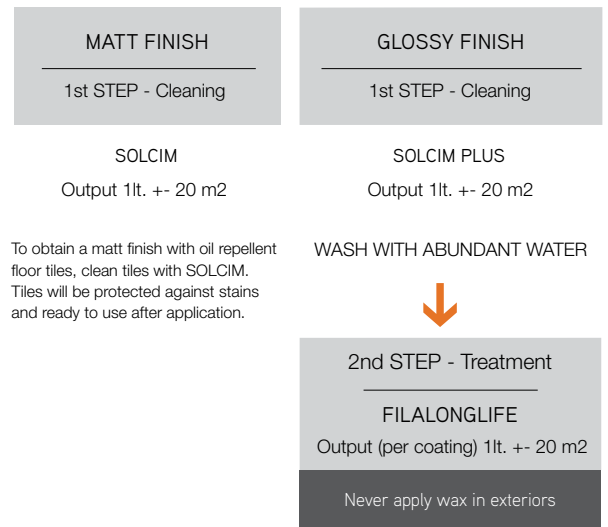 MATT FINISH
1st STEP - Cleaning
SOLCIM
Output 1lt. +- 20 m2
To obtain a matt finish with oil repellent
floor tiles, clean tiles with SOLCIM.
Tiles will be protected against stains
and ready to use after application.
GLOSSY FINISH
1st STEP - Cleaning
SOLCIM PLUS
Output 1lt. +- 20 m2
WASH WITH ABUNDANT WATER
2nd STEP - Treatment
FILALONGLIFE
Output (per coating) 1lt. +- 20 m2
Never apply wax in exteriors